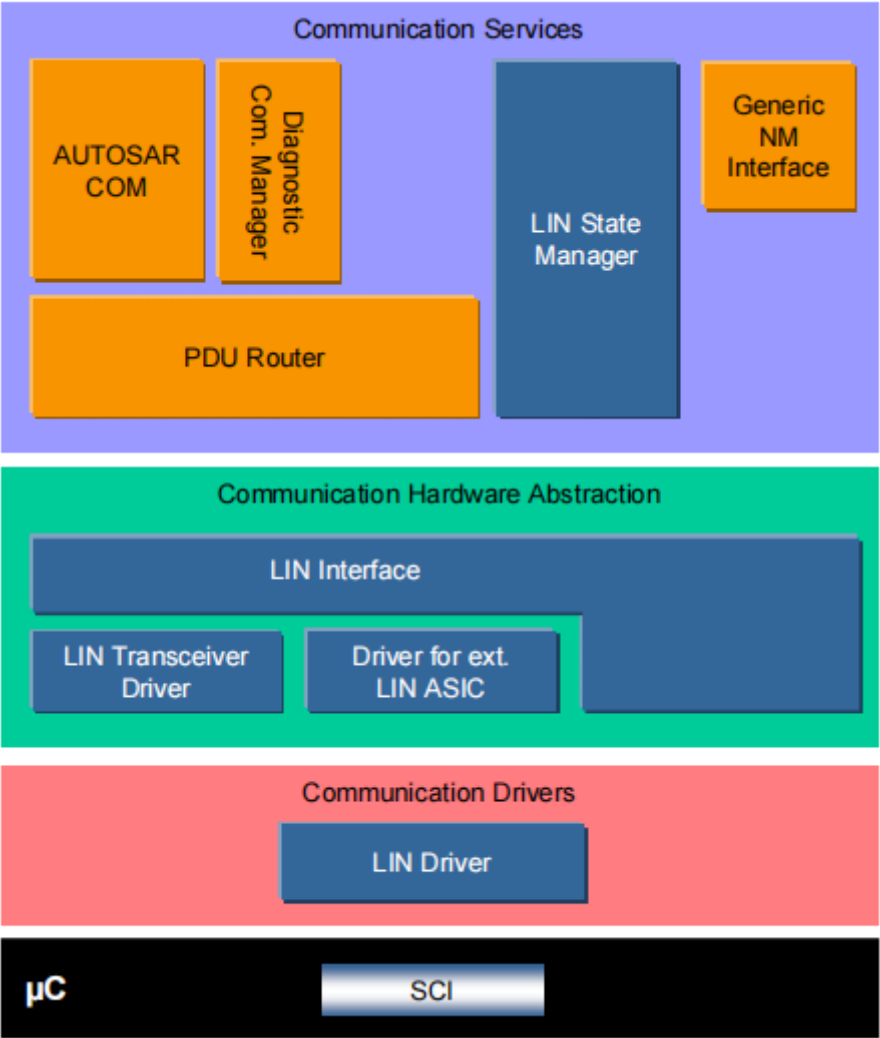 Communication Services
AUTOSAR
COM
Diagnostic
Com. Manager
LIN State
Manager
Generic
NM
Interface
PDU Router
Communication Hardware Abstraction
LIN Interface
LIN Transceiver
Driver
Driver for ext.
LIN ASIC
Communication Drivers
LIN Driver
µC
SCI